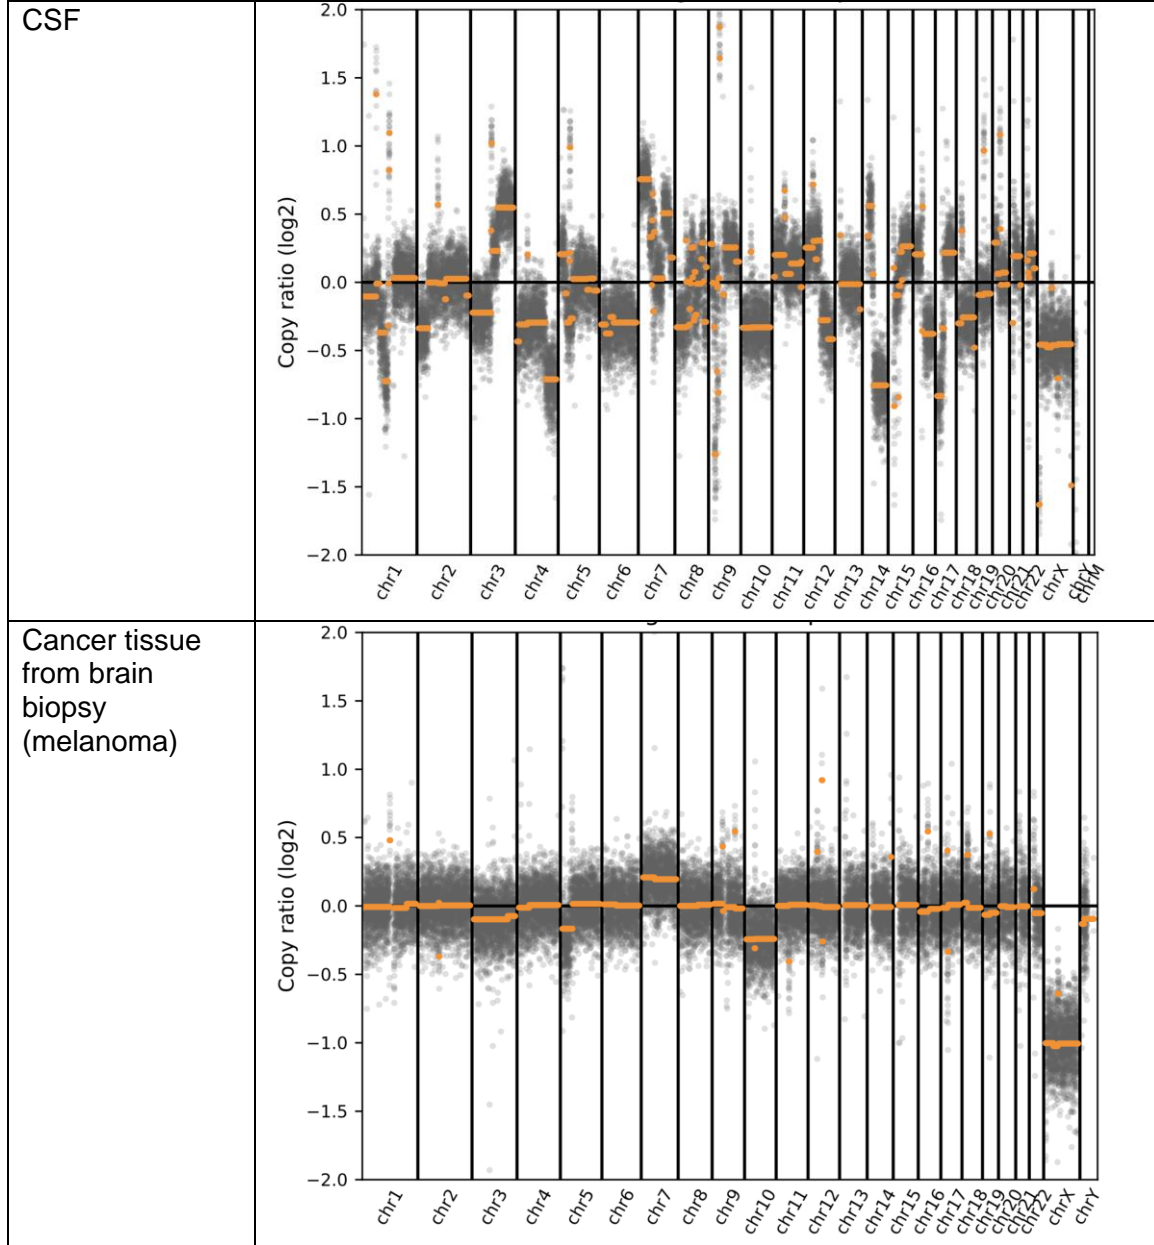 CSF
2.0
1.5
1.0
0.5
0.0
−0.5
−1.0
−1.5
−2.0
Copy ratio (log2)
chr1
chr2
chr3
chr4
chr5
chr6
chr7
chr8
chr9
chr10
chr11
chr12
chr13
chr14
chr15
chr16
chr17
chr18
chr19
chr20
chr21
chr22
chrX
chrY
chrM
Cancer tissue
from brain
biopsy
(melanoma)
2.0
1.5
1.0
0.5
0.0
−0.5
−1.0
−1.5
−2.0
Copy ratio (log2)
chr1
chr2
chr3
chr4
chr5
chr6
chr7
chr8
chr9
chr10
chr11
chr12
chr13
chr14
chr15
chr16
chr17
chr18
chr19
chr20
chr21
chr22
chrX
chrY